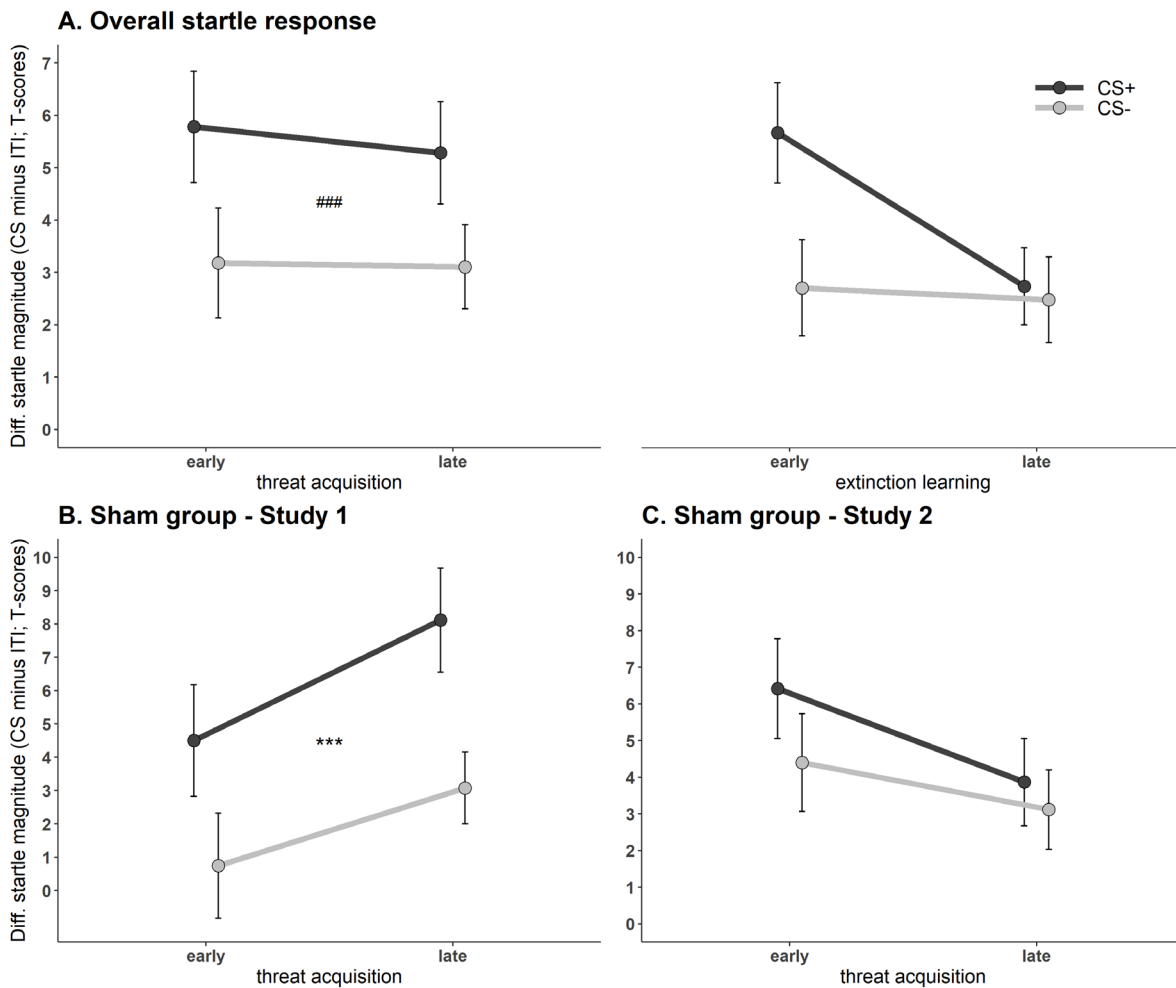 A. Overall startle response
Diff. startle magnitude (CS minus ITI; T-scores)
7
6
5
4
3
2
1
0
###
early
late
threat acquisition
CS+
CS-
early
late
extinction learning
B. Sham group - Study 1
Diff. startle magnitude (CS minus ITI; T-scores)
10
9
8
7
6
5
4
3
2
1
0
***
early
late
threat acquisition
C. Sham group - Study 2
10
9
8
7
6
5
4
3
2
1
0
early
late
threat acquisition